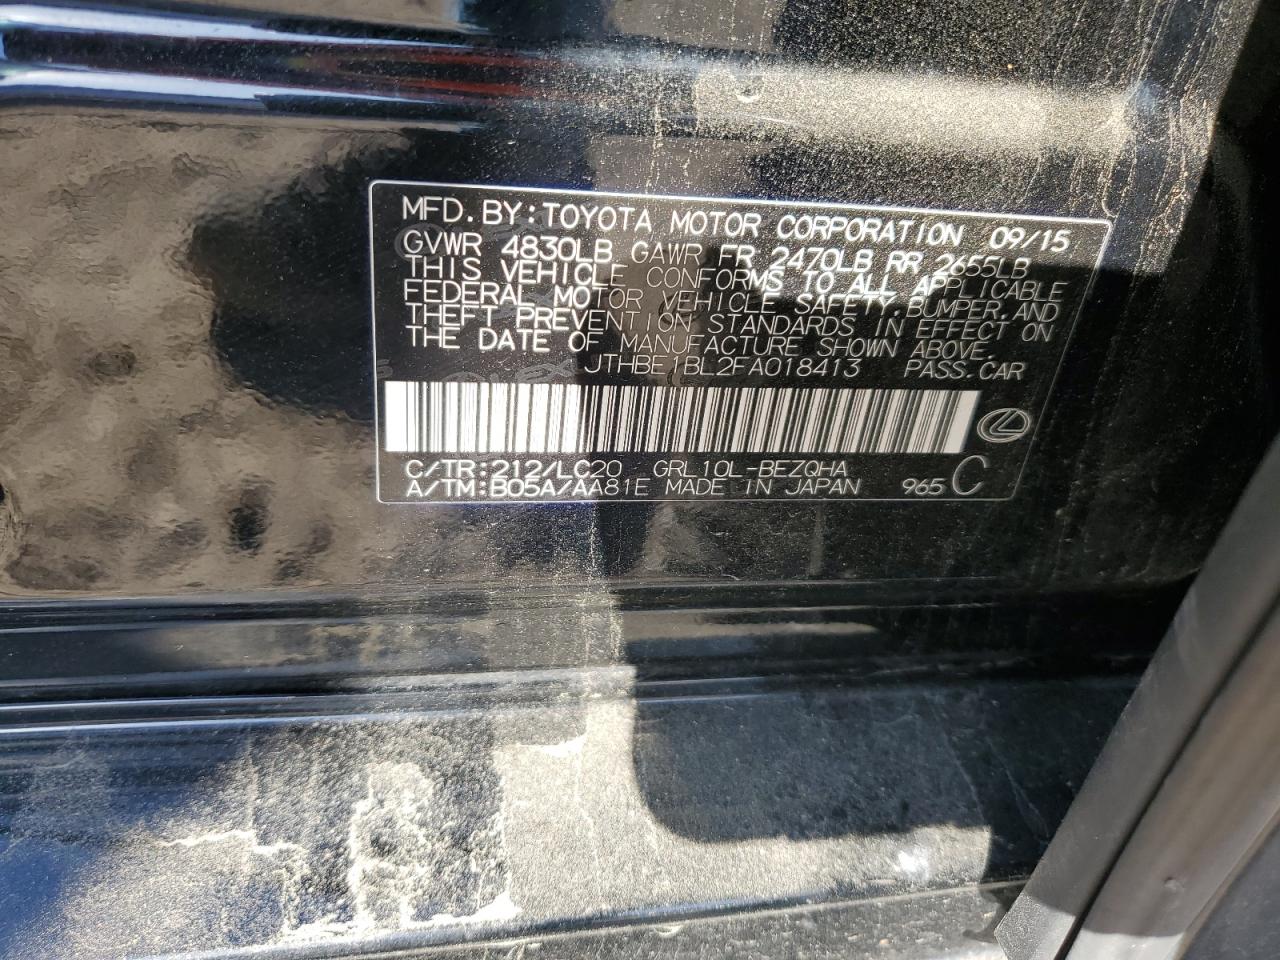 MFD. BY: TOYOTA MOTOR CORPORATION 09/15
GVWR 4830LB GAWR FR 2470LB RR 2655LB
THIS VEHICLE CONFORMS TO ALL APPLICABLE
FEDERAL MOTOR VEHICLE SAFETY, BUMPER, AND
THEFT PREVENTION STANDARDS IN EFFECT ON
THE DATE OF MANUFACTURE SHOWN ABOVE.
JTHBE1BL2FA018413 PASS. CAR
C/TR: 212/LC20 GRL10L-BEZQHA
A/TM: B05A/AA81E MADE IN JAPAN 965 C